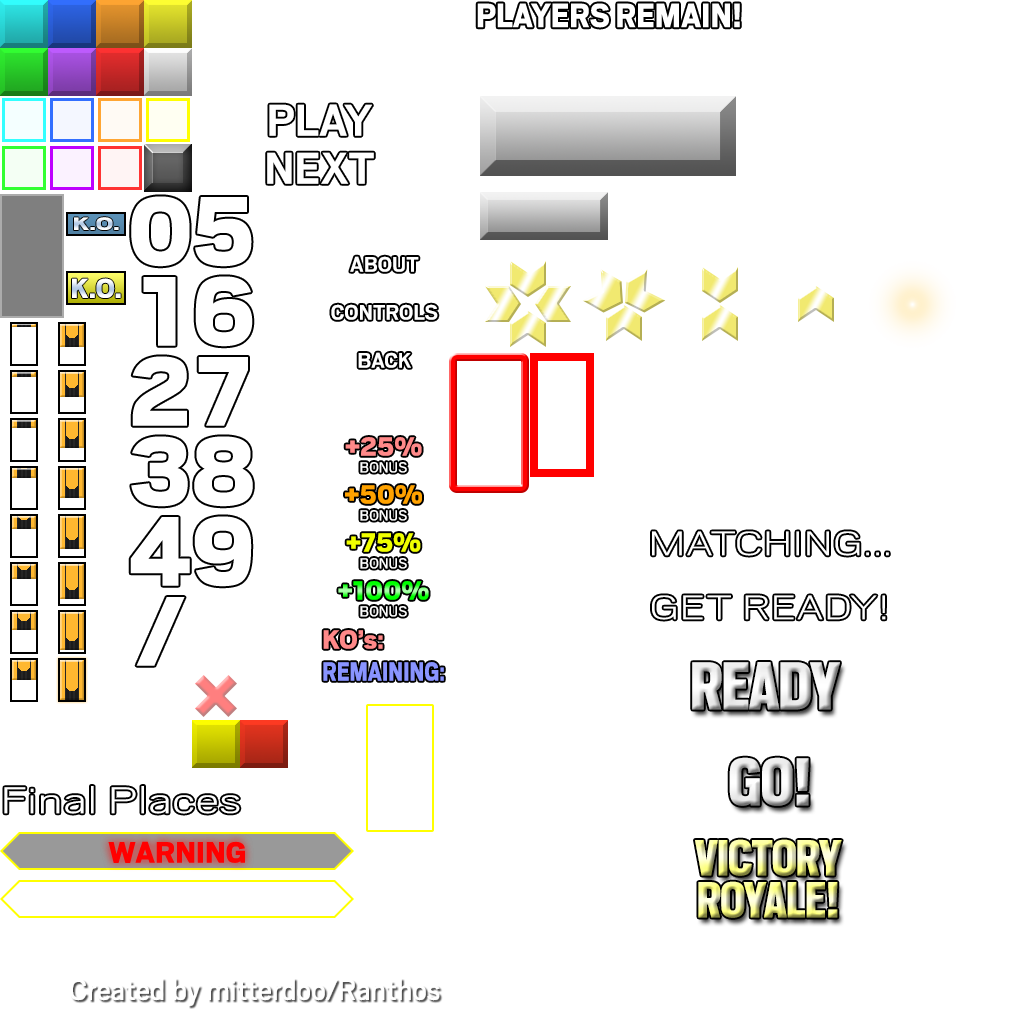 PLAYERS REMAIN!
PLAY
NEXT
K.O.
05
K.O.
16
27
38
49
/
ABOUT
CONTROLS
BACK
+25%
BONUS
+50%
BONUS
+75%
BONUS
+100%
BONUS
KO's:
REMAINING:
MATCHING...
GET READY!
READY
GO!
VICTORY
ROYALE!
Final Places
WARNING
Created by mitterdoo/Ranthos